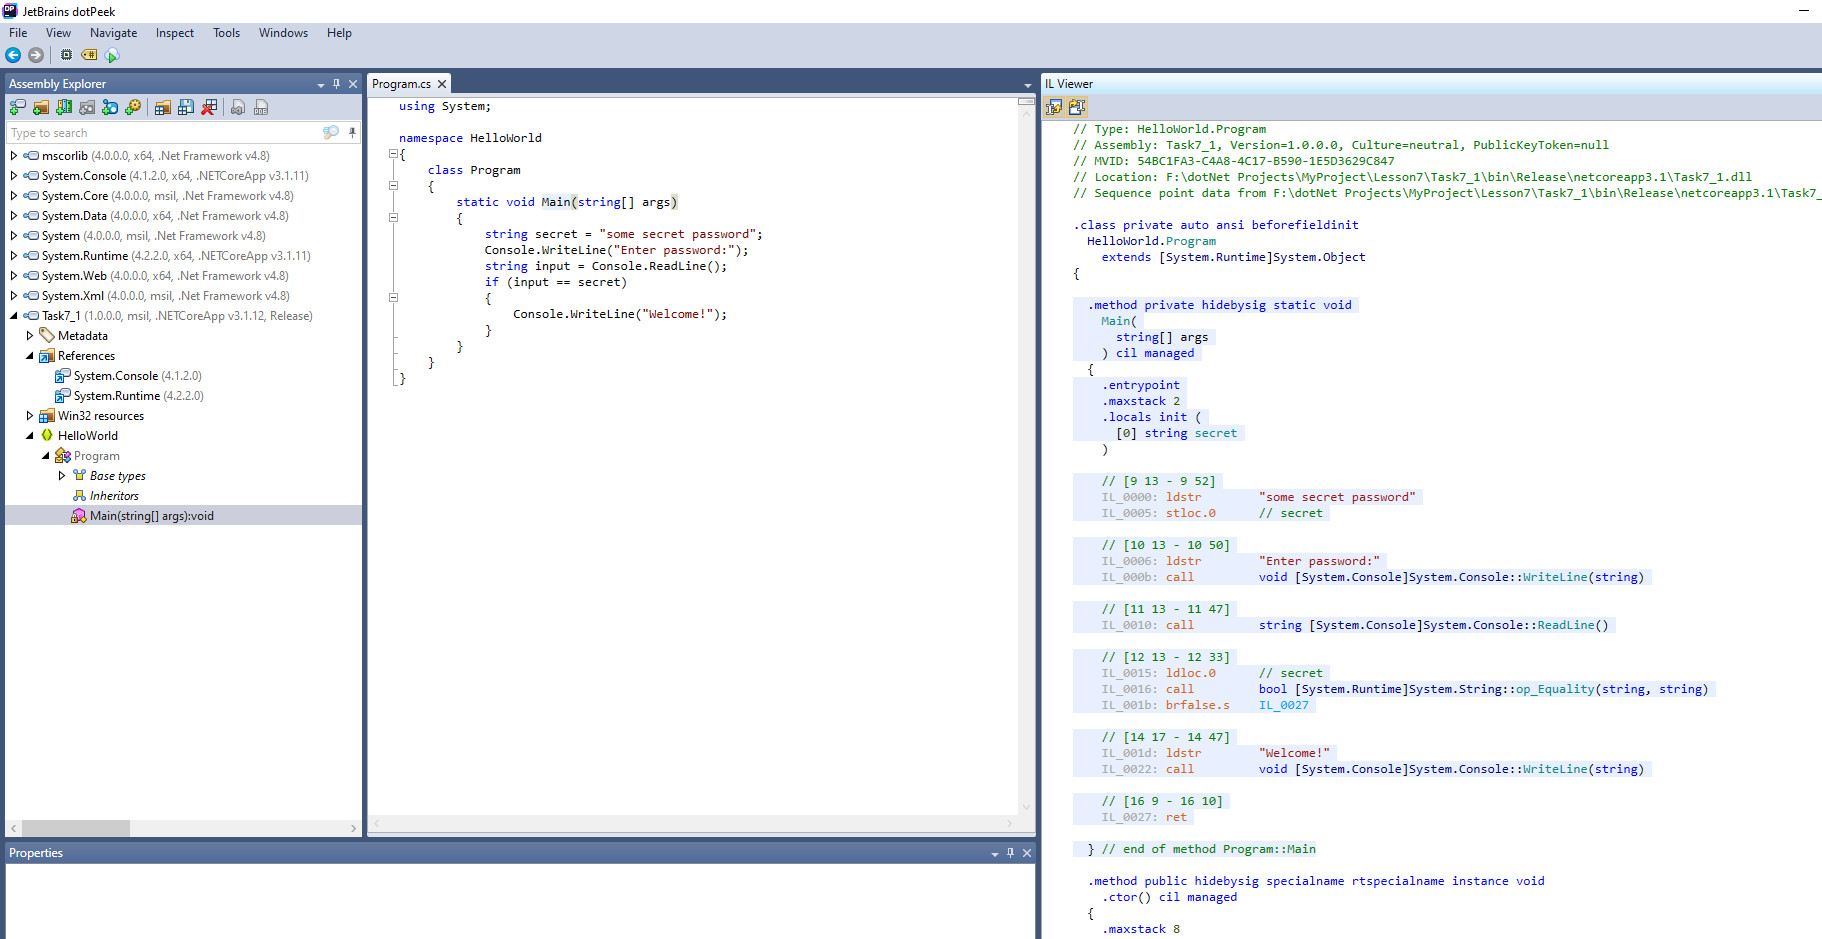 JetBrains dotPeek
File View Navigate Inspect Tools Windows Help
Assembly Explorer
Type to search
mscorlib (4.0.0.0, x64, .Net Framework v4.8)
System.Console (4.1.2.0, x64, .NETCoreApp v3.1.11)
System.Core (4.0.0.0, msil, .Net Framework v4.8)
System.Data (4.0.0.0, x64, .Net Framework v4.8)
System (4.0.0.0, msil, .Net Framework v4.8)
System.Runtime (4.2.2.0, x64, .NETCoreApp v3.1.11)
System.Web (4.0.0.0, x64, .Net Framework v4.8)
System.Xml (4.0.0.0, msil, .Net Framework v4.8)
Task7_1 (1.0.0.0, msil, .NETCoreApp v3.1.12, Release)
Metadata
References
System.Console (4.1.2.0)
System.Runtime (4.2.2.0)
Win32 resources
HelloWorld
Program
Base types
Inheritors
Main(string[] args):void
Properties
Program.cs
using System;
namespace HelloWorld
{
class Program
{
static void Main(string[] args)
{
string secret = "some secret password";
Console.WriteLine("Enter password:");
string input = Console.ReadLine();
if (input == secret)
{
Console.WriteLine("Welcome!");
}
}
}
}
IL Viewer
// Type: HelloWorld.Program
// Assembly: Task7_1, Version=1.0.0.0, Culture=neutral, PublicKeyToken=null
// MVID: 54BC1FA3-C4A8-4C17-B590-1E5D3629C847
// Location: F:\dotNet Projects\MyProject\Lesson7\Task7_1\bin\Release\netcoreapp3.1\Task7_1.dll
// Sequence point data from F:\dotNet Projects\MyProject\Lesson7\Task7_1\bin\Release\netcoreapp3.1\Task7_
.class private auto ansi beforefieldinit
HelloWorld.Program
extends [System.Runtime]System.Object
{
.method private hidebysig static void
Main(
string[] args
) cil managed
{
.entrypoint
.maxstack 2
.locals init (
[0] string secret
)
// [9 13 - 9 52]
IL_0000: ldstr "some secret password"
IL_0005: stloc.0 // secret
// [10 13 - 10 50]
IL_0006: ldstr "Enter password:"
IL_000b: call void [System.Console]System.Console::WriteLine(string)
// [11 13 - 11 47]
IL_0010: call string [System.Console]System.Console::ReadLine()
// [12 13 - 12 33]
IL_0015: ldloc.0 // secret
IL_0016: call bool [System.Runtime]System.String::op_Equality(string, string)
IL_001b: brfalse.s IL_0027
// [14 17 - 14 47]
IL_001d: ldstr "Welcome!"
IL_0022: call void [System.Console]System.Console::WriteLine(string)
// [16 9 - 16 10]
IL_0027: ret
} // end of method Program::Main
.method public hidebysig specialname rtspecialname instance void
.ctor() cil managed
{
.maxstack 8